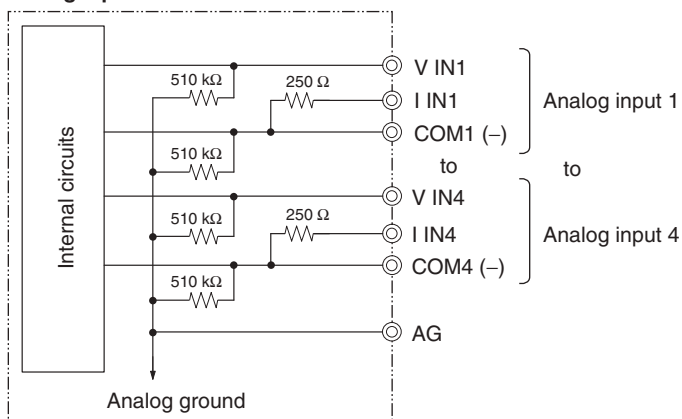 510 kΩ
V IN1
250 Ω
I IN1
Analog input 1
510 kΩ
COM1 (−)
to
to
Internal circuits
510 kΩ
V IN4
250 Ω
I IN4
Analog input 4
510 kΩ
COM4 (−)
AG
Analog ground